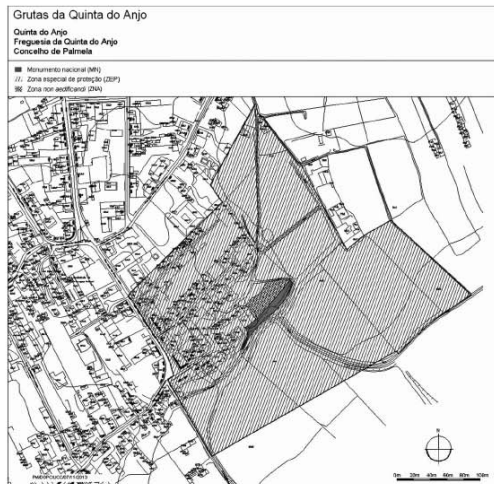 Grutas da Quinta do Anjo
Quinta do Anjo
Freguesia da Quinta do Anjo
Concelho de Palmela
Monumento nacional (MN)
Zona especial de proteção (ZEP)
Zona non aedificandi (ZNA)
N
0m 20m 40m 60m 80m 100m